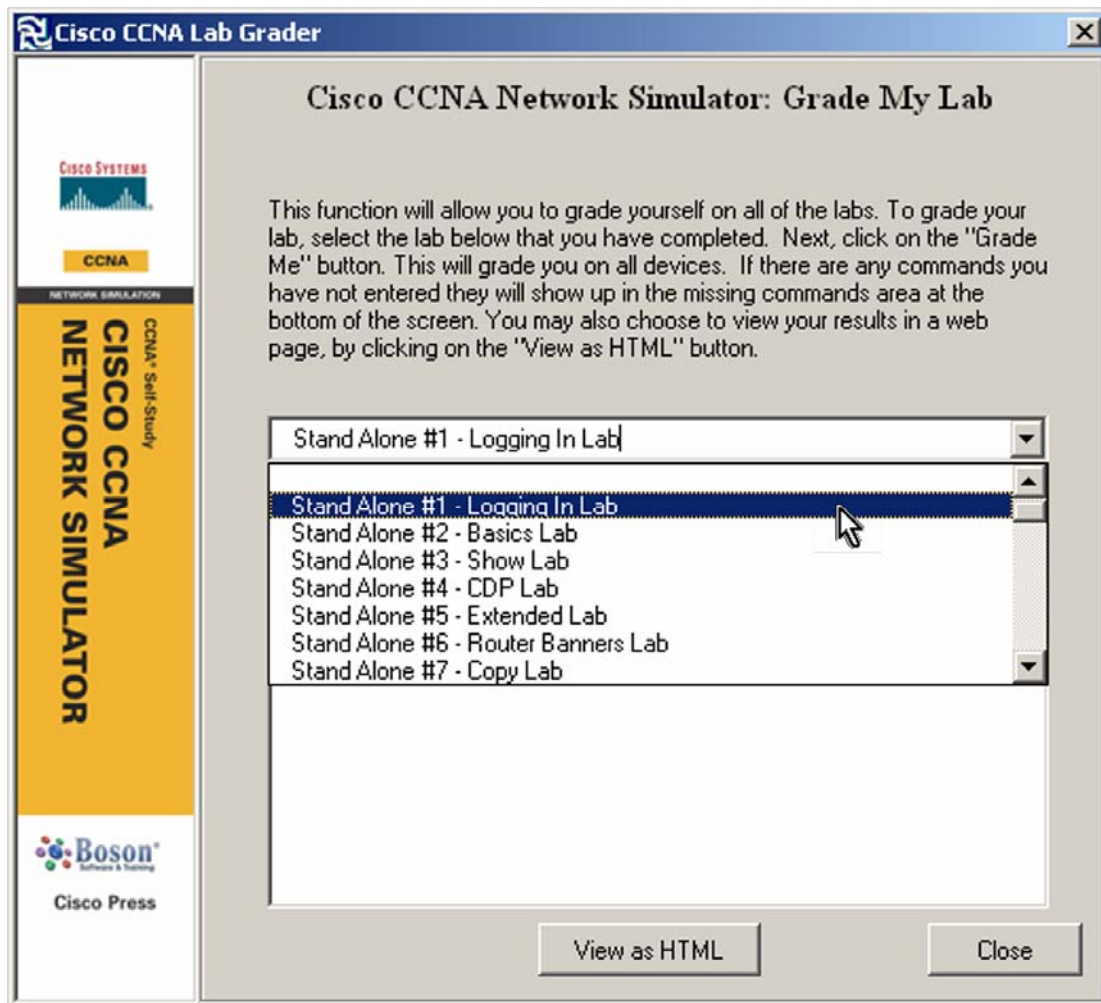 Cisco CCNA Lab Grader
CISCO SYSTEMS
CCNA
NETWORK SIMULATION
CCNA® Self-Study
CISCO CCNA
NETWORK SIMULATOR
Boson®
Software & Training
Cisco Press
Cisco CCNA Network Simulator: Grade My Lab
This function will allow you to grade yourself on all of the labs. To grade your
lab, select the lab below that you have completed. Next, click on the "Grade
Me" button. This will grade you on all devices. If there are any commands you
have not entered they will show up in the missing commands area at the
bottom of the screen. You may also choose to view your results in a web
page, by clicking on the "View as HTML" button.
Stand Alone #1 - Logging In Lab
Stand Alone #1 - Logging In Lab
Stand Alone #2 - Basics Lab
Stand Alone #3 - Show Lab
Stand Alone #4 - CDP Lab
Stand Alone #5 - Extended Lab
Stand Alone #6 - Router Banners Lab
Stand Alone #7 - Copy Lab
View as HTML
Close